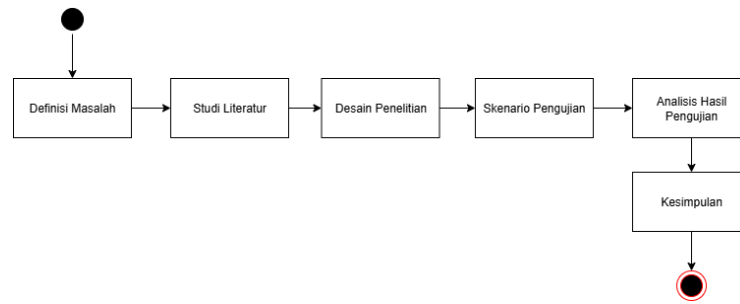 Definisi Masalah
Studi Literatur
Desain Penelitian
Skenario Pengujian
Analisis Hasil
Pengujian
Kesimpulan